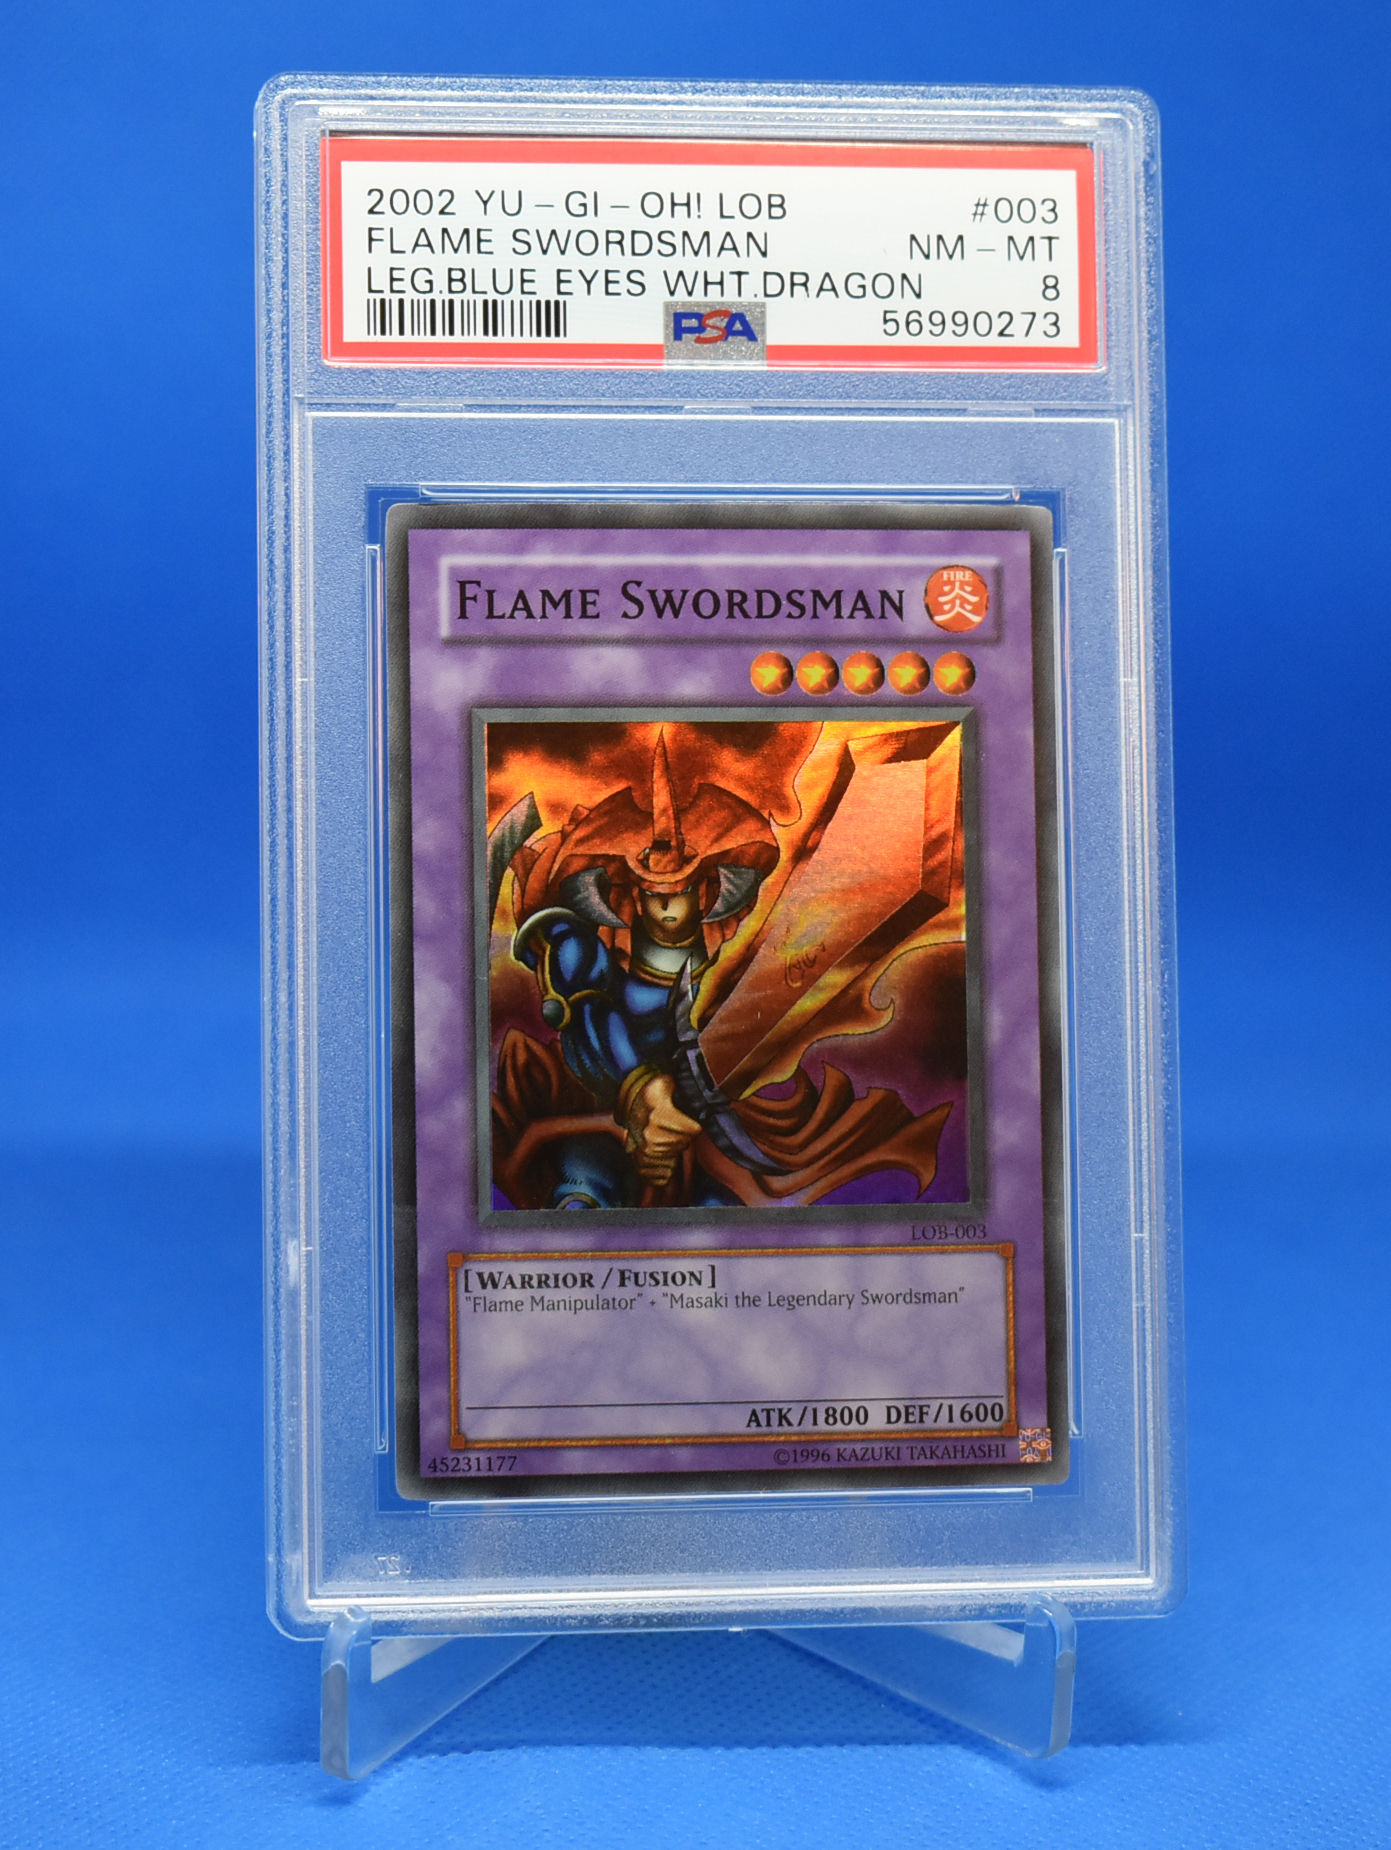 2002 YU-GI-OH! LOB #003
FLAME SWORDSMAN NM-MT
LEG.BLUE EYES WHT.DRAGON 8
PSA 56990273
FLAME SWORDSMAN
FIRE
炎
LOB-003
[WARRIOR/FUSION]
"Flame Manipulator" + "Masaki the Legendary Swordsman"
ATK/1800 DEF/1600
45231177 ©1996 KAZUKI TAKAHASHI